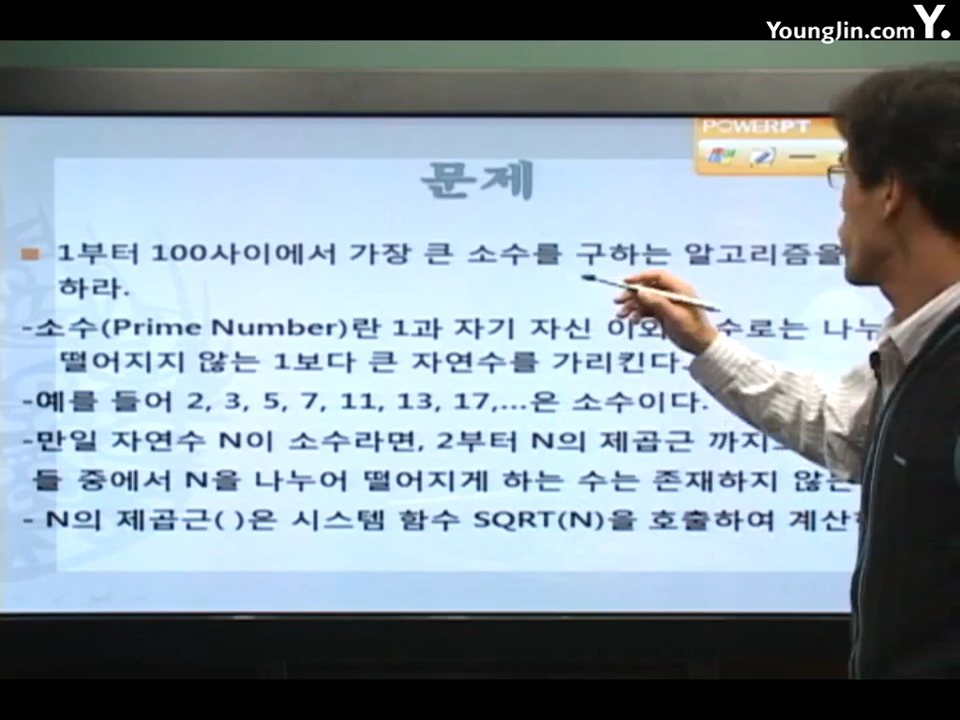 YoungJin.com Y.
POWERPT
문제
1부터 100사이에서 가장 큰 소수를 구하는 알고리즘을
하라.
-소수(Prime Number)란 1과 자기 자신 이외 수로는 나누
떨어지지 않는 1보다 큰 자연수를 가리킨다.
-예를 들어 2, 3, 5, 7, 11, 13, 17,...은 소수이다.
-만일 자연수 N이 소수라면, 2부터 N의 제곱근 까지
들 중에서 N을 나누어 떨어지게 하는 수는 존재하지 않는
- N의 제곱근( )은 시스템 함수 SQRT(N)을 호출하여 계산